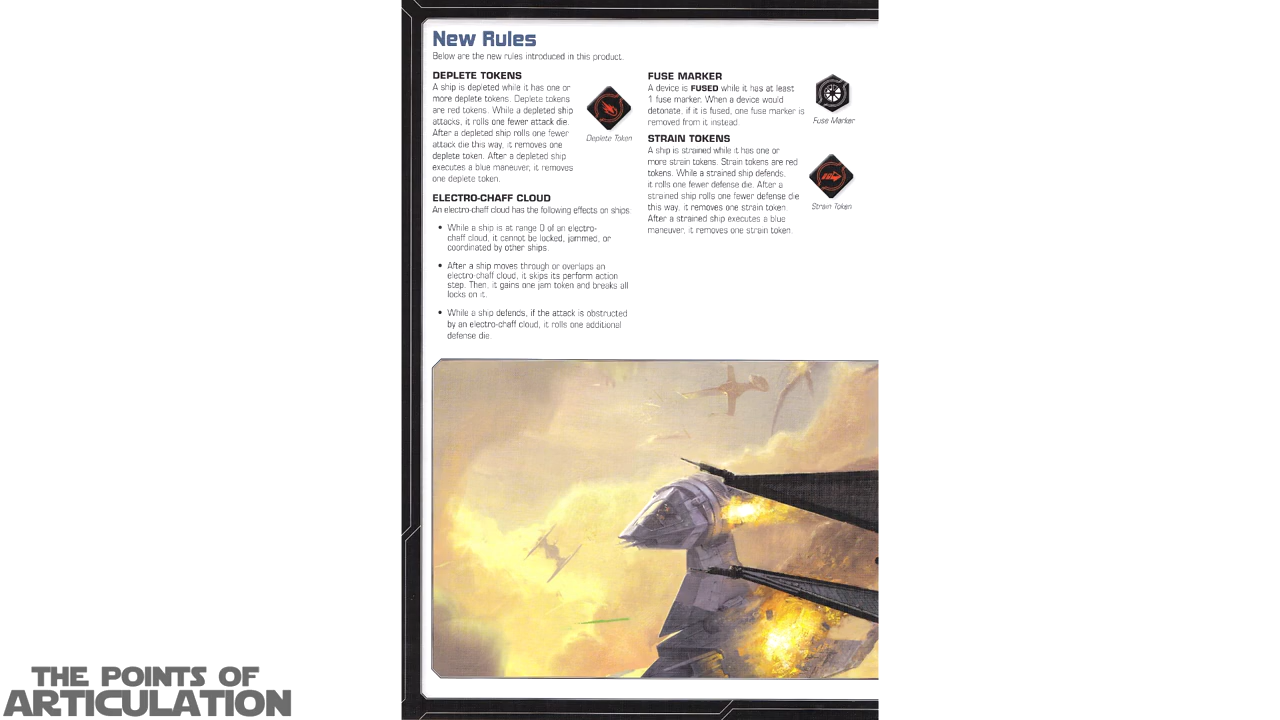 New Rules
Below are the new rules introduced in this product.
DEPLETE TOKENS
A ship is depleted while it has one or
more deplete tokens. Deplete tokens
are red tokens. While a depleted ship
attacks, it rolls one fewer attack die.
After a depleted ship rolls one fewer
attack die this way, it removes one
deplete token. After a depleted ship
executes a blue maneuver, it removes
one deplete token.
Deplete Token
ELECTRO-CHAFF CLOUD
An electro-chaff cloud has the following effects on ships:
• While a ship is at range 0 of an electro-
chaff cloud, it cannot be locked, jammed, or
coordinated by other ships.
• After a ship moves through or overlaps an
electro-chaff cloud, it skips its perform action
step. Then, it gains one jam token and breaks all
locks on it.
• While a ship defends, if the attack is obstructed
by an electro-chaff cloud, it rolls one additional
defense die.
FUSE MARKER
A device is FUSED while it has at least
1 fuse marker. When a device would
detonate, if it is fused, one fuse marker is
removed from it instead.
Fuse Marker
STRAIN TOKENS
A ship is strained while it has one or
more strain tokens. Strain tokens are red
tokens. While a strained ship defends,
it rolls one fewer defense die. After a
strained ship rolls one fewer defense die
this way, it removes one strain token.
After a strained ship executes a blue
maneuver, it removes one strain token.
Strain Token
THE POINTS OF
ARTICULATION